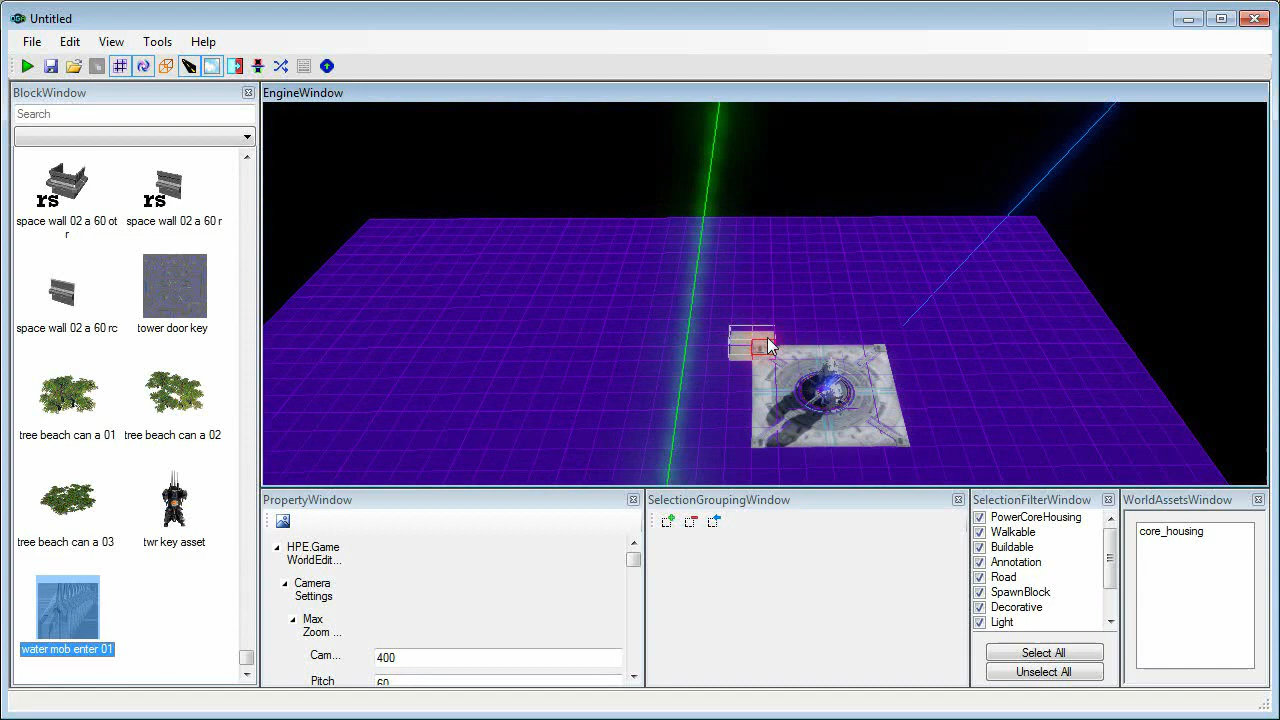 Untitled
File Edit View Tools Help
BlockWindow
Search
rs
rs
space wall 02 a 60 ot
r
space wall 02 a 60 r
space wall 02 a 60 rc
tower door key
tree beach can a 01
tree beach can a 02
tree beach can a 03
twr key asset
water mob enter 01
EngineWindow
PropertyWindow
HPE.Game
WorldEdit...
Camera
Settings
Max
Zoom ...
Cam... 400
Pitch 60
SelectionGroupingWindow
SelectionFilterWindow
PowerCoreHousing
Walkable
Buildable
Annotation
Road
SpawnBlock
Decorative
Light
Select All
Unselect All
WorldAssetsWindow
core_housing